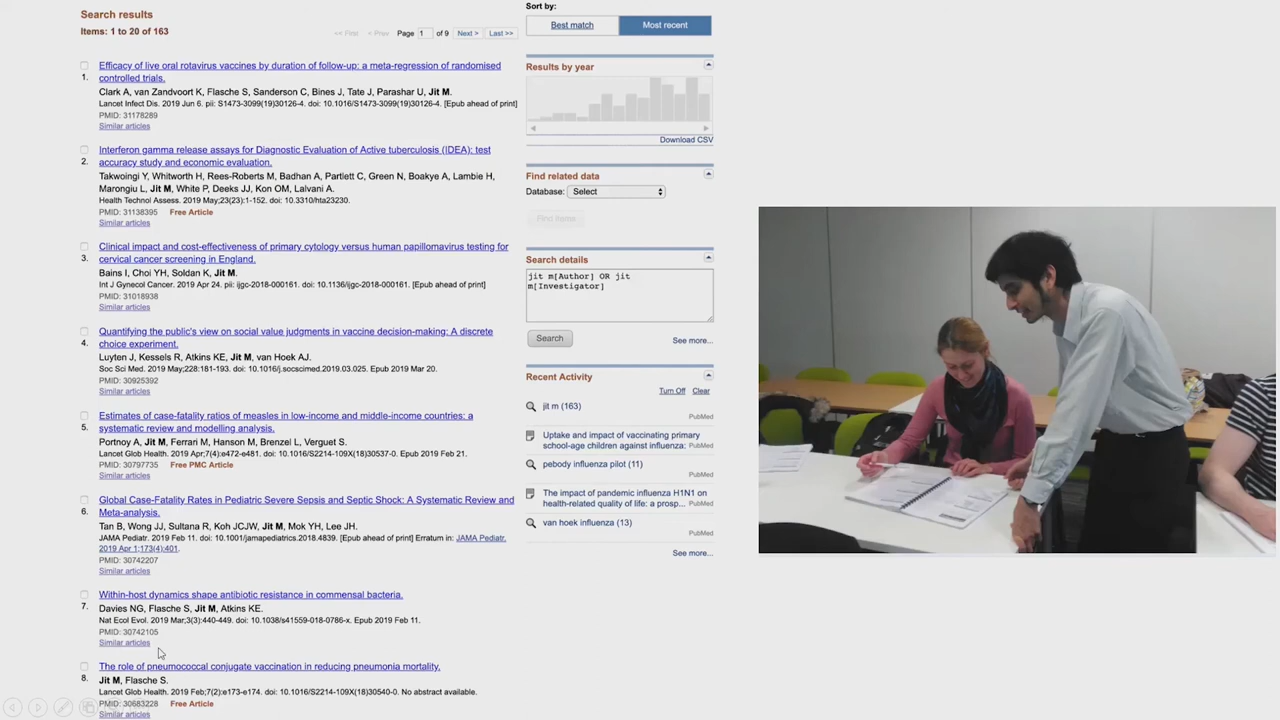 Search results
Items: 1 to 20 of 163
<< First < Prev Page 1 of 9 Next > Last >>
1. Efficacy of live oral rotavirus vaccines by duration of follow-up: a meta-regression of randomised
controlled trials.
Clark A, van Zandvoort K, Flasche S, Sanderson C, Bines J, Tate J, Parashar U, Jit M.
Lancet Infect Dis. 2019 Jun 6. pii: S1473-3099(19)30126-4. doi: 10.1016/S1473-3099(19)30126-4. [Epub ahead of print]
PMID: 31178289
Similar articles
2. Interferon gamma release assays for Diagnostic Evaluation of Active tuberculosis (IDEA): test
accuracy study and economic evaluation.
Takwoingi Y, Whitworth H, Rees-Roberts M, Badhan A, Partlett C, Green N, Boakye A, Lambie H,
Marongiu L, Jit M, White P, Deeks JJ, Kon OM, Lalvani A.
Health Technol Assess. 2019 May;23(23):1-152. doi: 10.3310/hta23230.
PMID: 31138395 Free Article
Similar articles
3. Clinical impact and cost-effectiveness of primary cytology versus human papillomavirus testing for
cervical cancer screening in England.
Bains I, Choi YH, Soldan K, Jit M.
Int J Gynecol Cancer. 2019 Apr 24. pii: ijgc-2018-000161. doi: 10.1136/ijgc-2018-000161. [Epub ahead of print]
PMID: 31018938
Similar articles
4. Quantifying the public's view on social value judgments in vaccine decision-making: A discrete
choice experiment.
Luyten J, Kessels R, Atkins KE, Jit M, van Hoek AJ.
Soc Sci Med. 2019 May;228:181-193. doi: 10.1016/j.socscimed.2019.03.025. Epub 2019 Mar 20.
PMID: 30925392
Similar articles
5. Estimates of case-fatality ratios of measles in low-income and middle-income countries: a
systematic review and modelling analysis.
Portnoy A, Jit M, Ferrari M, Hanson M, Brenzel L, Verguet S.
Lancet Glob Health. 2019 Apr;7(4):e472-e481. doi: 10.1016/S2214-109X(18)30537-0. Epub 2019 Feb 21.
PMID: 30797735 Free PMC Article
Similar articles
6. Global Case-Fatality Rates in Pediatric Severe Sepsis and Septic Shock: A Systematic Review and
Meta-analysis.
Tan B, Wong JJ, Sultana R, Koh JCJW, Jit M, Mok YH, Lee JH.
JAMA Pediatr. 2019 Feb 11. doi: 10.1001/jamapediatrics.2018.4839. [Epub ahead of print] Erratum in: JAMA Pediatr.
2019 Apr 1;173(4):401.
PMID: 30742207
Similar articles
7. Within-host dynamics shape antibiotic resistance in commensal bacteria.
Davies NG, Flasche S, Jit M, Atkins KE.
Nat Ecol Evol. 2019 Mar;3(3):440-449. doi: 10.1038/s41559-018-0786-x. Epub 2019 Feb 11.
PMID: 30742105
Similar articles
8. The role of pneumococcal conjugate vaccination in reducing pneumonia mortality.
Jit M, Flasche S.
Lancet Glob Health. 2019 Feb;7(2):e173-e174. doi: 10.1016/S2214-109X(18)30540-0. No abstract available.
PMID: 30683228 Free Article
Similar articles
Sort by:
Best match Most recent
Results by year
Download CSV
Find related data
Database: Select
Find items
Search details
jit m[Author] OR jit
m[Investigator]
Search See more...
Recent Activity
Turn Off Clear
jit m (163)
PubMed
Uptake and impact of vaccinating primary
school-age children against influenza: PubMed
pebody influenza pilot (11)
PubMed
The impact of pandemic influenza H1N1 on
health-related quality of life: a prosp... PubMed
van hoek influenza (13)
PubMed
See more...